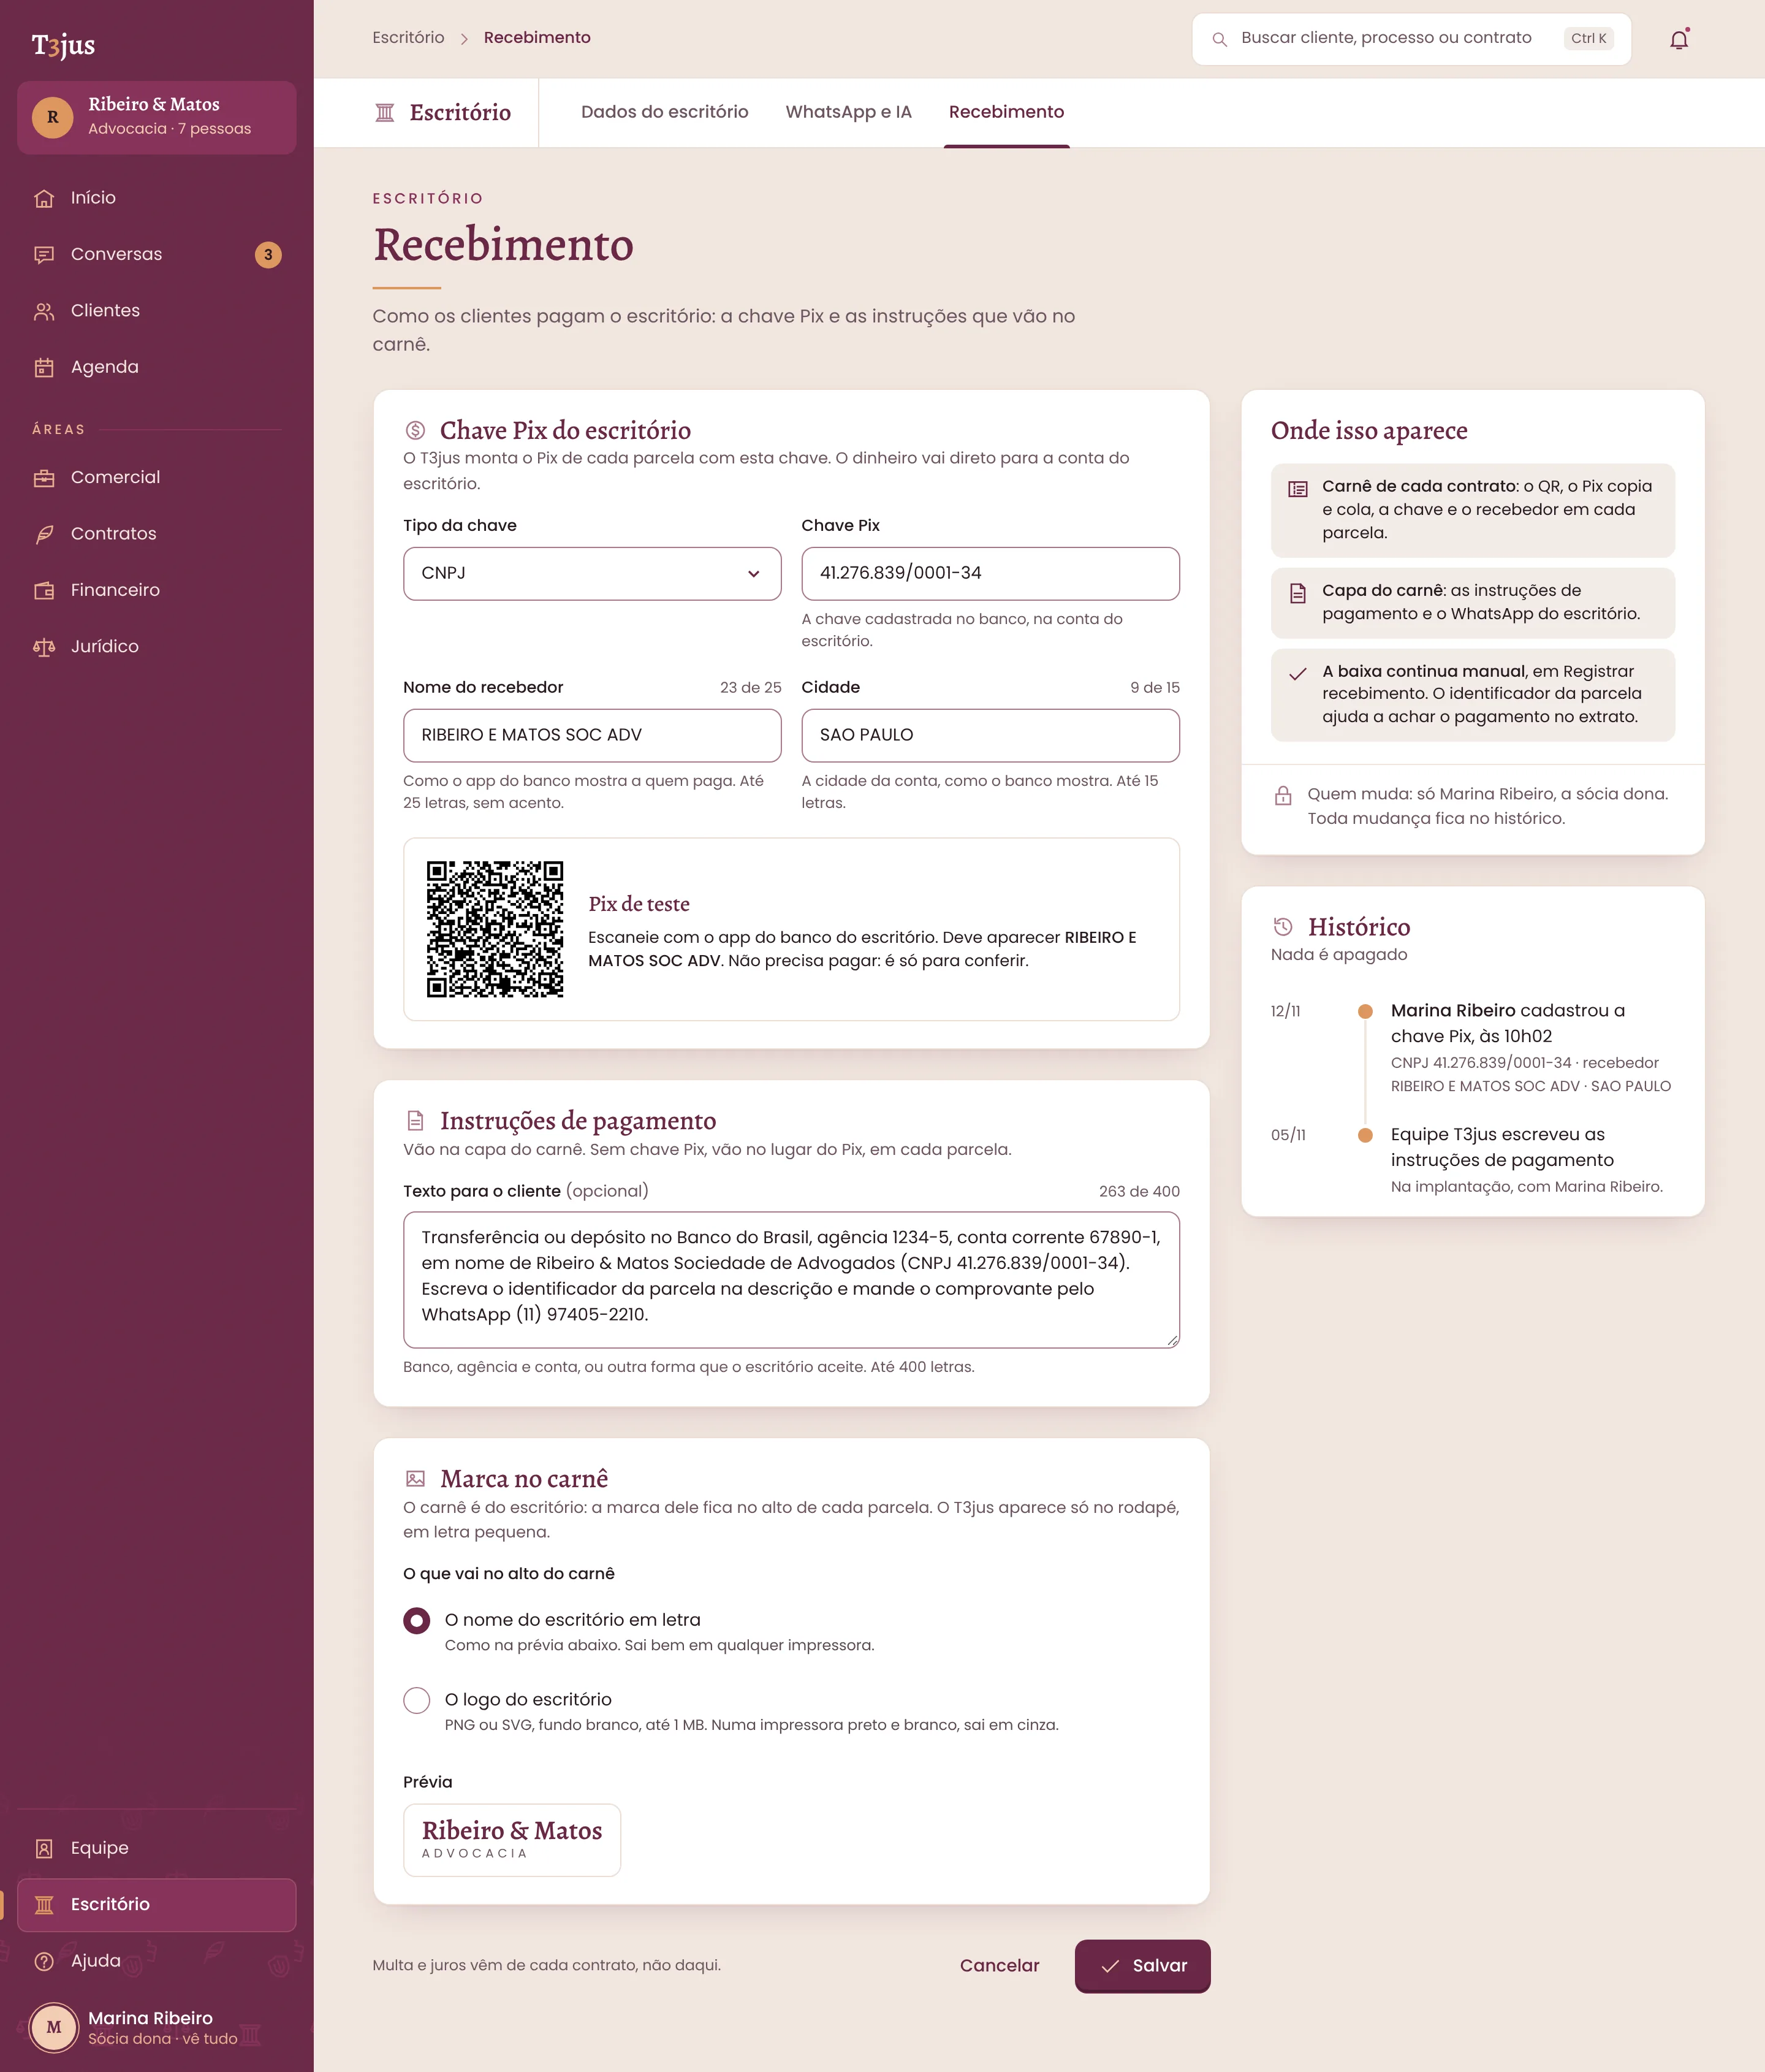 T3jus
R
Ribeiro & Matos
Advocacia · 7 pessoas
Início
Conversas
3
Clientes
Agenda
ÁREAS
Comercial
Contratos
Financeiro
Jurídico
Equipe
Escritório
Ajuda
M
Marina Ribeiro
Sócia dona · vê tudo
Escritório
Recebimento
Buscar cliente, processo ou contrato
Ctrl K
Escritório
Dados do escritório
WhatsApp e IA
Recebimento
ESCRITÓRIO
Recebimento
Como os clientes pagam o escritório: a chave Pix e as instruções que vão no
carnê.
Chave Pix do escritório
O T3jus monta o Pix de cada parcela com esta chave. O dinheiro vai direto para a conta do
escritório.
Tipo da chave
CNPJ
Chave Pix
41.276.839/0001-34
A chave cadastrada no banco, na conta do
escritório.
Nome do recebedor
23 de 25
RIBEIRO E MATOS SOC ADV
Como o app do banco mostra a quem paga. Até
25 letras, sem acento.
Cidade
9 de 15
SAO PAULO
A cidade da conta, como o banco mostra. Até 15
letras.
Pix de teste
Escaneie com o app do banco do escritório. Deve aparecer RIBEIRO E
MATOS SOC ADV. Não precisa pagar: é só para conferir.
Instruções de pagamento
Vão na capa do carnê. Sem chave Pix, vão no lugar do Pix, em cada parcela.
Texto para o cliente (opcional)
263 de 400
Transferência ou depósito no Banco do Brasil, agência 1234-5, conta corrente 67890-1,
em nome de Ribeiro & Matos Sociedade de Advogados (CNPJ 41.276.839/0001-34).
Escreva o identificador da parcela na descrição e mande o comprovante pelo
WhatsApp (11) 97405-2210.
Banco, agência e conta, ou outra forma que o escritório aceite. Até 400 letras.
Marca no carnê
O carnê é do escritório: a marca dele fica no alto de cada parcela. O T3jus aparece só no rodapé,
em letra pequena.
O que vai no alto do carnê
O nome do escritório em letra
Como na prévia abaixo. Sai bem em qualquer impressora.
O logo do escritório
PNG ou SVG, fundo branco, até 1 MB. Numa impressora preto e branco, sai em cinza.
Prévia
Ribeiro & Matos
ADVOCACIA
Multa e juros vêm de cada contrato, não daqui.
Cancelar
Salvar
Onde isso aparece
Carnê de cada contrato: o QR, o Pix copia
e cola, a chave e o recebedor em cada
parcela.
Capa do carnê: as instruções de
pagamento e o WhatsApp do escritório.
A baixa continua manual, em Registrar
recebimento. O identificador da parcela
ajuda a achar o pagamento no extrato.
Quem muda: só Marina Ribeiro, a sócia dona.
Toda mudança fica no histórico.
Histórico
Nada é apagado
12/11
Marina Ribeiro cadastrou a
chave Pix, às 10h02
CNPJ 41.276.839/0001-34 · recebedor
RIBEIRO E MATOS SOC ADV · SAO PAULO
05/11
Equipe T3jus escreveu as
instruções de pagamento
Na implantação, com Marina Ribeiro.